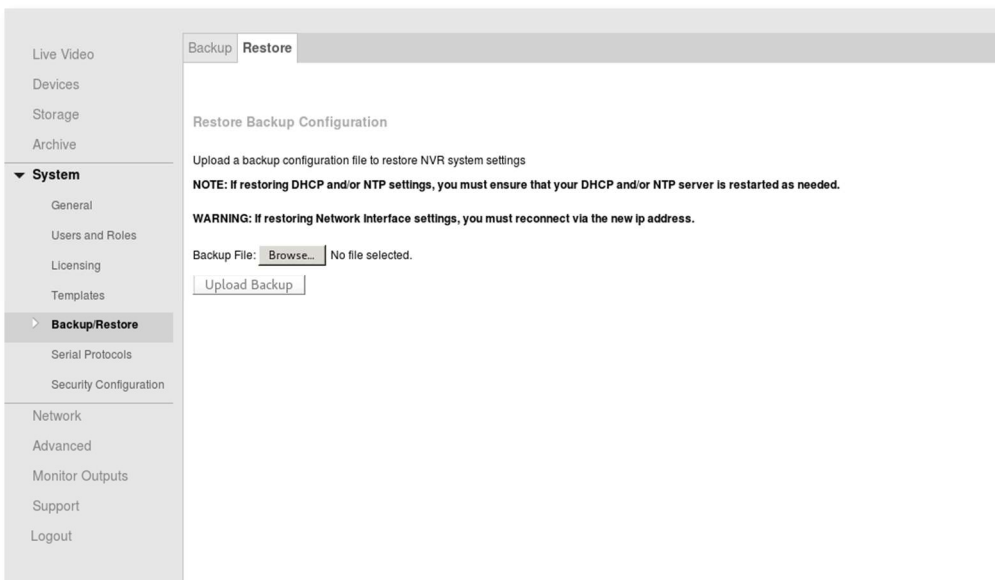 Live Video
Devices
Storage
Archive
System
General
Users and Roles
Licensing
Templates
Backup/Restore
Serial Protocols
Security Configuration
Network
Advanced
Monitor Outputs
Support
Logout
Backup Restore
Restore Backup Configuration
Upload a backup configuration file to restore NVR system settings
NOTE: If restoring DHCP and/or NTP settings, you must ensure that your DHCP and/or NTP server is restarted as needed.
WARNING: If restoring Network Interface settings, you must reconnect via the new ip address.
Backup File: Browse... No file selected.
Upload Backup